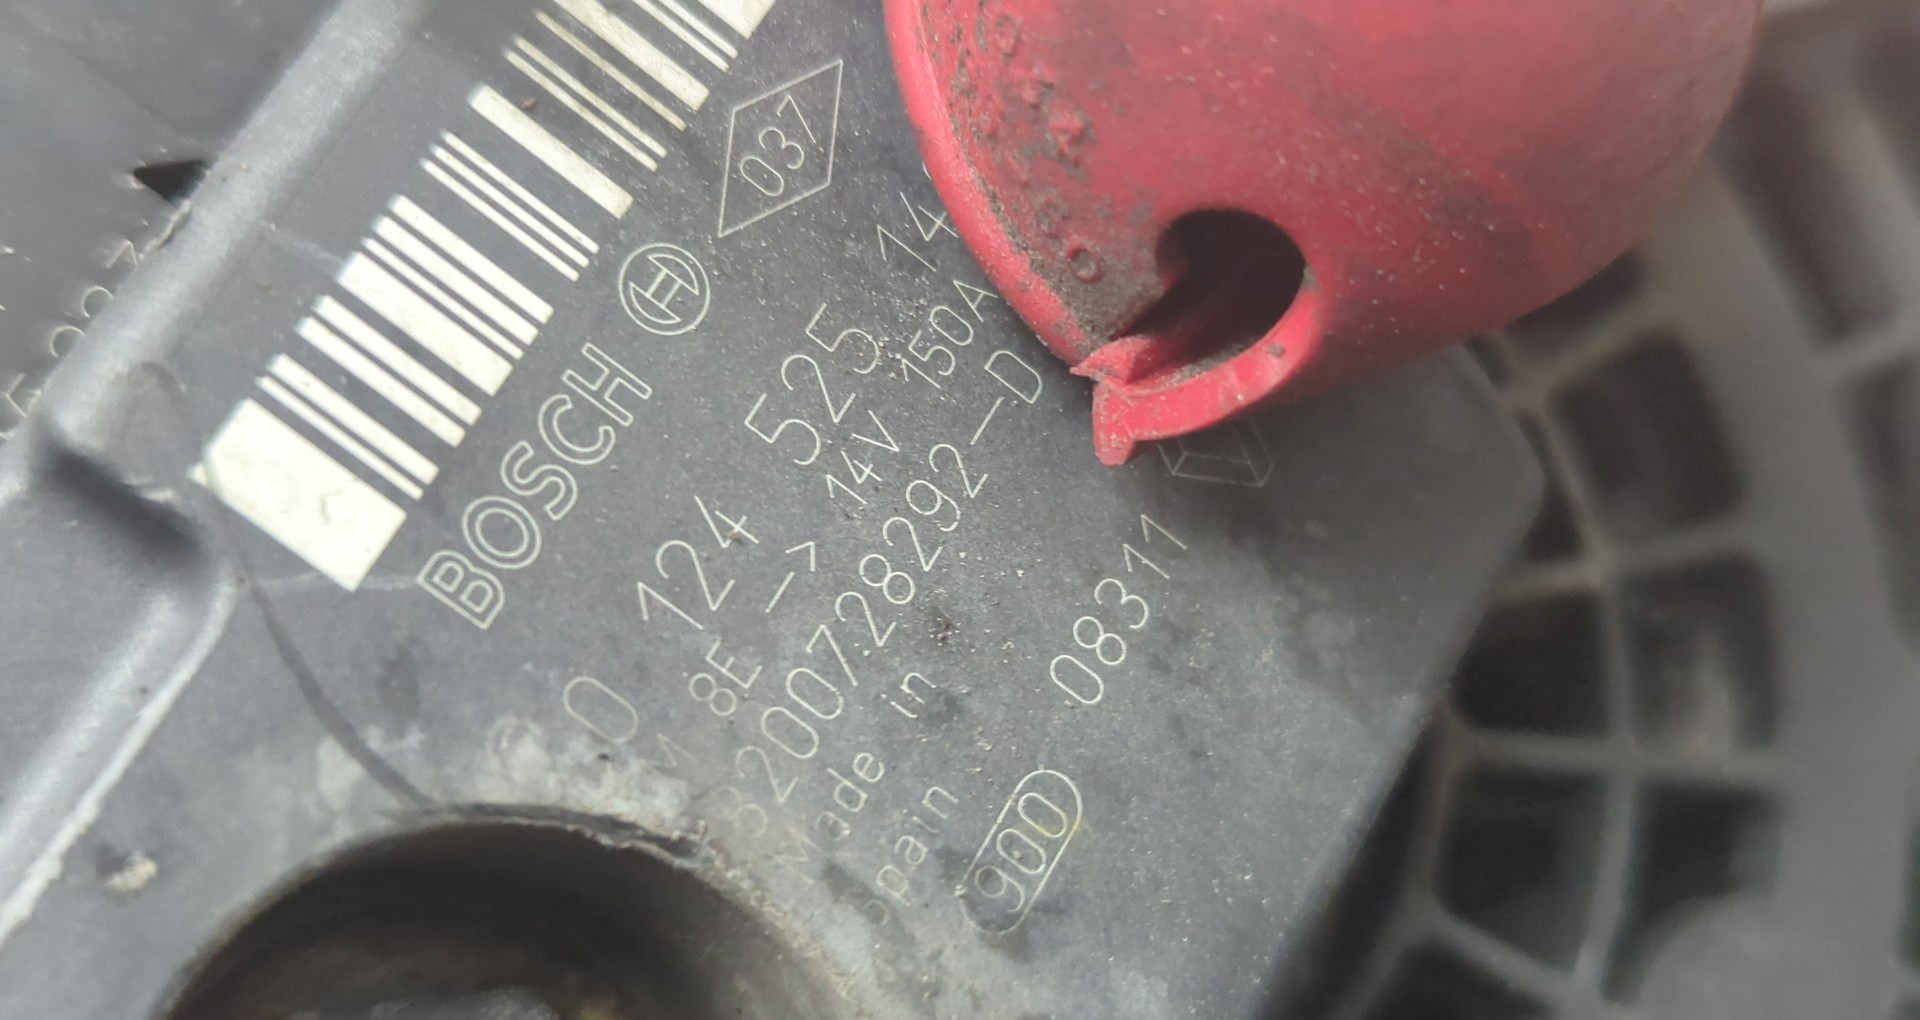 037
BOSCH
0 124 525 14
M 8E -> 14V 150A
8200728292-D
Made in
Spain
08311
900